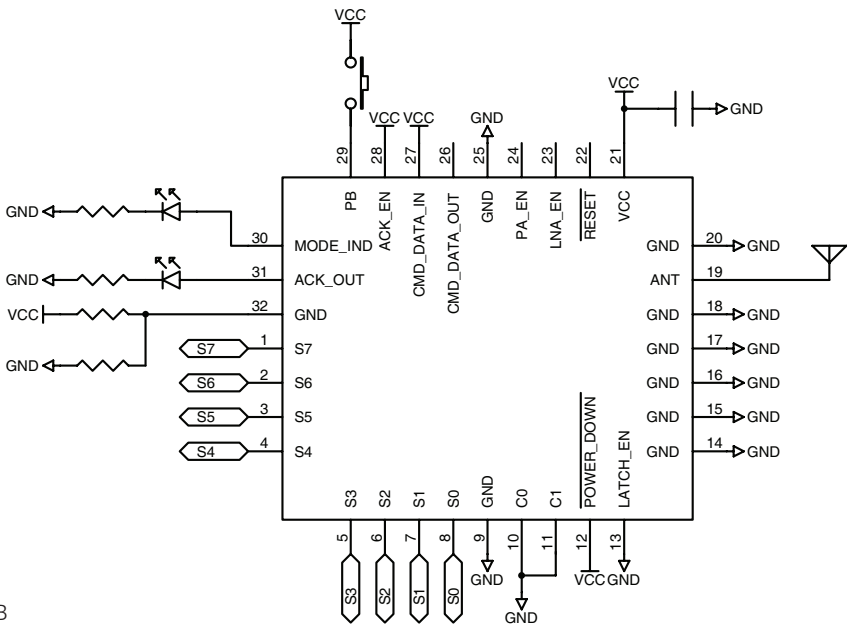 VCC
VCC
VCC
VCC
GND
GND
29
28
27
26
25
24
23
22
21
PB
ACK_EN
CMD_DATA_IN
CMD_DATA_OUT
GND
PA_EN
LNA_EN
RESET
VCC
GND
30
MODE_IND
GND
31
ACK_OUT
VCC
32
GND
GND
S7
1
S7
S6
2
S6
S5
3
S5
S4
4
S4
GND
20
GND
ANT
19
GND
18
GND
GND
17
GND
GND
16
GND
GND
15
GND
GND
14
GND
S3
S2
S1
S0
GND
C0
C1
POWER_DOWN
LATCH_EN
5
6
7
8
9
10
11
12
13
S3
S2
S1
S0
GND
GND
VCC
GND
B